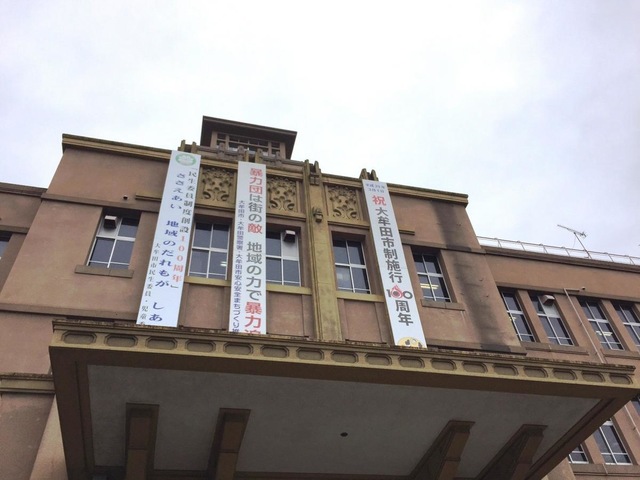 民生委員制度創設100周年
ささえあい 地域のだれもが しあ
大牟田市民生委員・児童
暴力団は街の敵 地域の力で暴力追
大牟田市・大牟田警察署・大牟田市安心安全まちづくり
祝 大牟田市制施行100周年